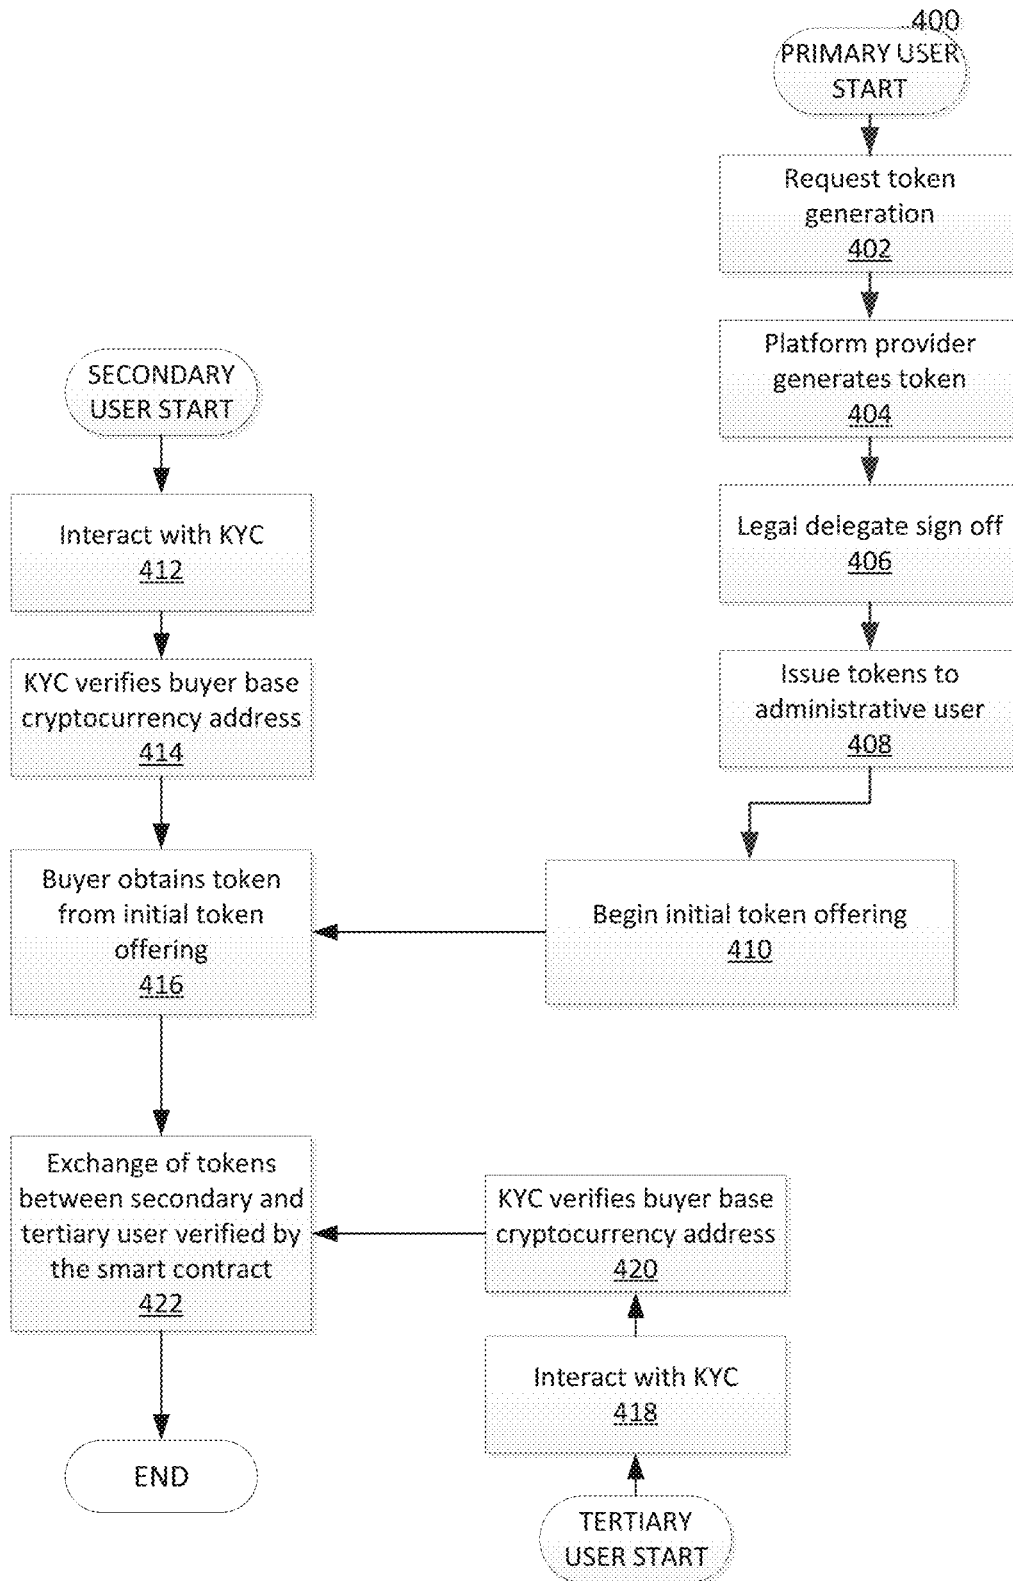 400
PRIMARY USER
START
Request token
generation
402
Platform provider
generates token
404
Legal delegate sign off
406
Issue tokens to
administrative user
408
Begin initial token offering
410
SECONDARY
USER START
Interact with KYC
412
KYC verifies buyer base
cryptocurrency address
414
Buyer obtains token
from initial token
offering
416
Exchange of tokens
between secondary and
tertiary user verified by
the smart contract
422
END
KYC verifies buyer base
cryptocurrency address
420
Interact with KYC
418
TERTIARY
USER START